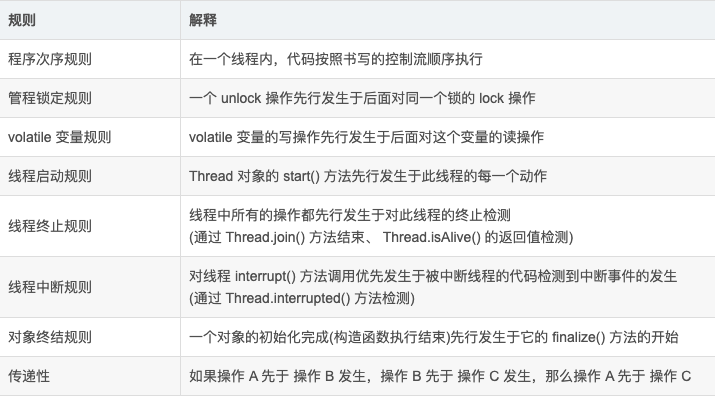 规则 解释
程序次序规则 在一个线程内，代码按照书写的控制流顺序执行
管程锁定规则 一个 unlock 操作先行发生于后面对同一个锁的 lock 操作
volatile 变量规则 volatile 变量的写操作先行发生于后面对这个变量的读操作
线程启动规则 Thread 对象的 start() 方法先行发生于此线程的每一个动作
线程终止规则 线程中所有的操作都先行发生于对此线程的终止检测
(通过 Thread.join() 方法结束、 Thread.isAlive() 的返回值检测)
线程中断规则 对线程 interrupt() 方法调用优先发生于被中断线程的代码检测到中断事件的发生
(通过 Thread.interrupted() 方法检测)
对象终结规则 一个对象的初始化完成(构造函数执行结束)先行发生于它的 finalize() 方法的开始
传递性 如果操作 A 先于 操作 B 发生，操作 B 先于 操作 C 发生，那么操作 A 先于 操作 C